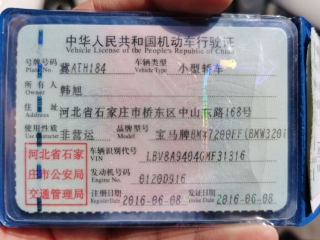 中华人民共和国机动车行驶证
Vehicle License of the People's Republic of China
号牌号码 冀ATH184 车辆类型 小型轿车
Plate No. Vehicle Type
所有人 韩旭
Owner
住址 河北省石家庄市桥东区中山东路168号
Address
使用性质 非营运 品牌型号 宝马牌BMW7200FF(BMW320
Use Character Model
河北省石家 车辆识别代号
VIN LBV8A9404GMF31316
庄市公安局 发动机号码 01200916
Engine No.
交通管理局 注册日期 2016-06-08 发证日期 2016-06-08
Register Date Issue Date